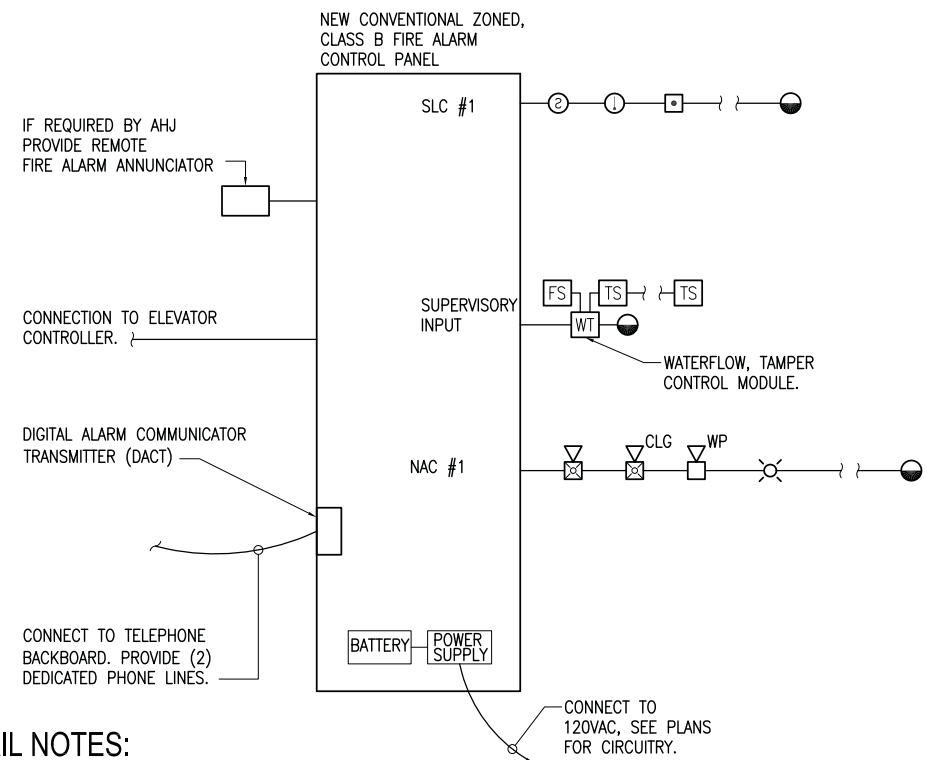 NEW CONVENTIONAL ZONED,
CLASS B FIRE ALARM
CONTROL PANEL
SLC #1
IF REQUIRED BY AHJ
PROVIDE REMOTE
FIRE ALARM ANNUNCIATOR
SUPERVISORY
INPUT
FS
TS
TS
WT
WATERFLOW, TAMPER
CONTROL MODULE.
CONNECTION TO ELEVATOR
CONTROLLER.
DIGITAL ALARM COMMUNICATOR
TRANSMITTER (DACT)
NAC #1
CLG
WP
CONNECT TO TELEPHONE
BACKBOARD. PROVIDE (2)
DEDICATED PHONE LINES.
BATTERY
POWER
SUPPLY
CONNECT TO
120VAC, SEE PLANS
FOR CIRCUITRY.
IL NOTES: